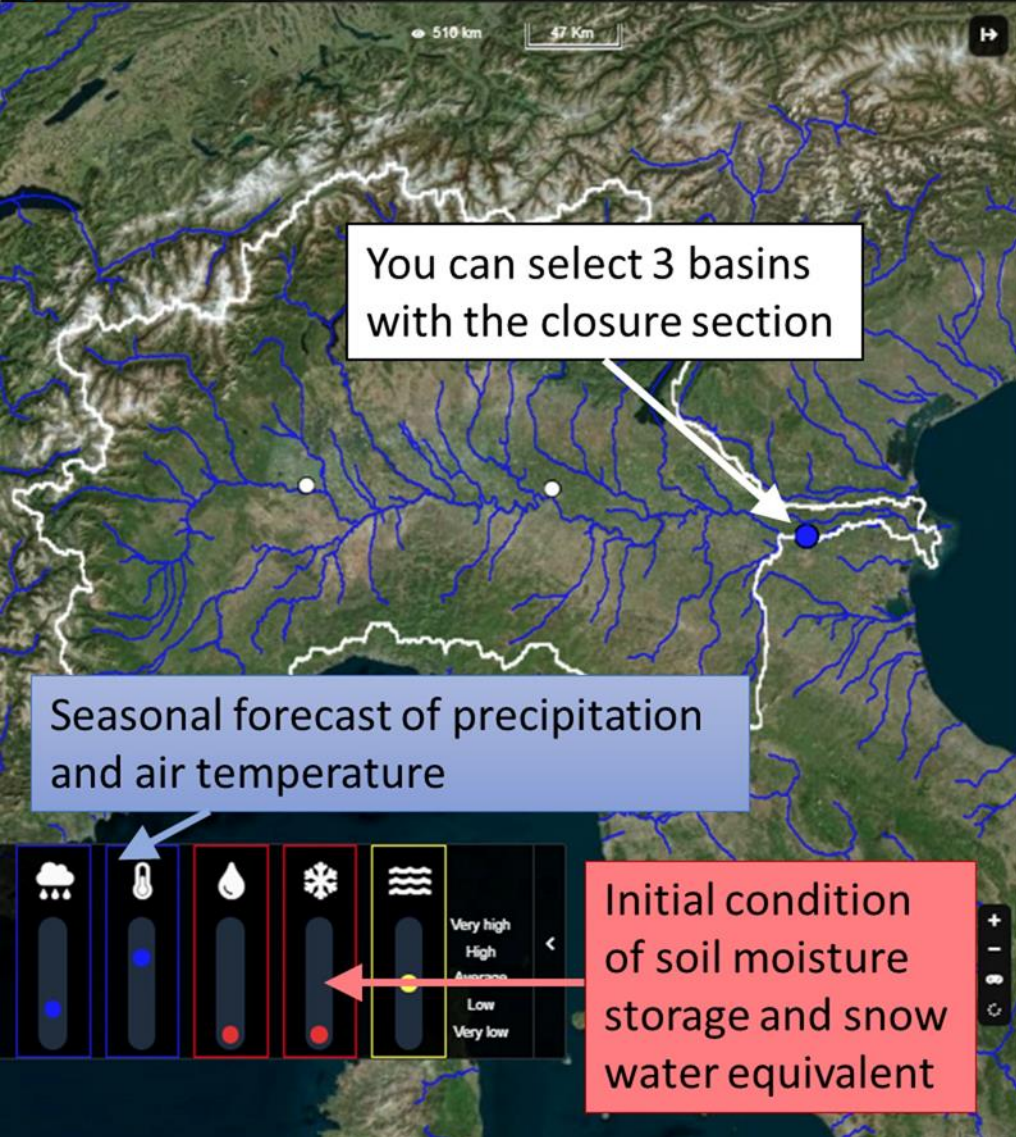 510 km
47 Km
You can select 3 basins
with the closure section
Seasonal forecast of precipitation
and air temperature
Very high
High
Average
Low
Very low
Initial condition
of soil moisture
storage and snow
water equivalent